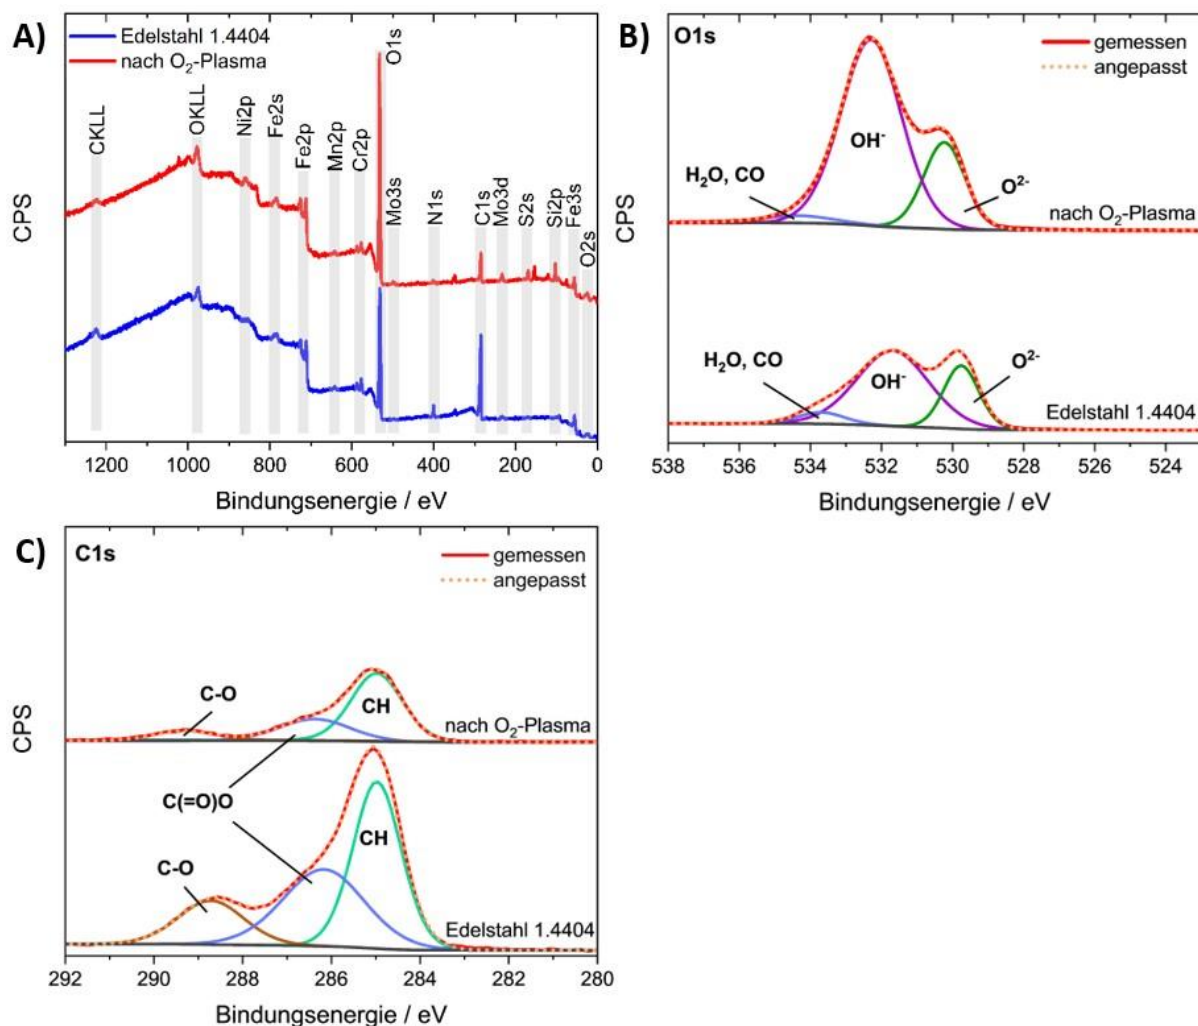 A)
Edelstahl 1.4404
nach O₂-Plasma
CKLL
OKLL
Ni2p
Fe2s
Fe2p
Mn2p
Cr2p
O1s
Mo3s
N1s
C1s
Mo3d
S2s
Si2p
Fe3s
O2s
CPS
1200 1000 800 600 400 200 0
Bindungsenergie / eV
B)
O1s
gemessen
angepasst
OH⁻
H₂O, CO
O²⁻
nach O₂-Plasma
CPS
H₂O, CO
OH⁻
O²⁻
Edelstahl 1.4404
538 536 534 532 530 528 526 524
Bindungsenergie / eV
C)
C1s
gemessen
angepasst
C-O
CH
nach O₂-Plasma
CPS
C(=O)O
CH
C-O
Edelstahl 1.4404
292 290 288 286 284 282 280
Bindungsenergie / eV